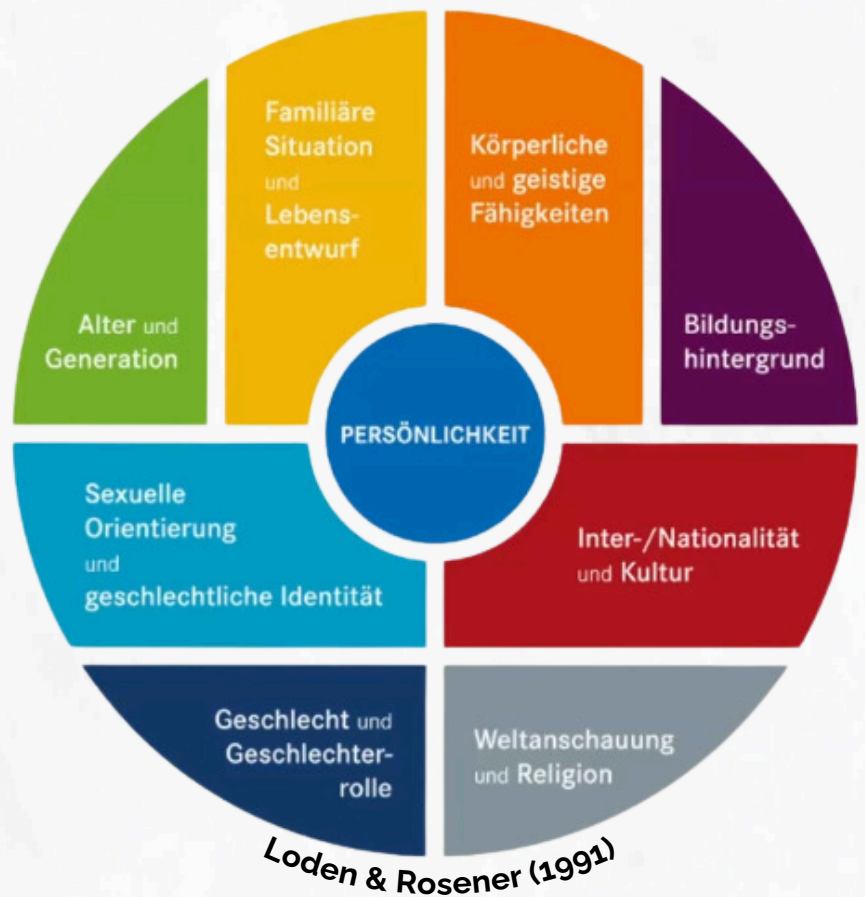 Familiäre
Situation
und
Lebens-
entwurf
Körperliche
und geistige
Fähigkeiten
Alter und
Generation
Bildungs-
hintergrund
PERSÖNLICHKEIT
Sexuelle
Orientierung
und
geschlechtliche Identität
Inter-/Nationalität
und Kultur
Geschlecht und
Geschlechter-
rolle
Weltanschauung
und Religion
Loden & Rosener (1991)